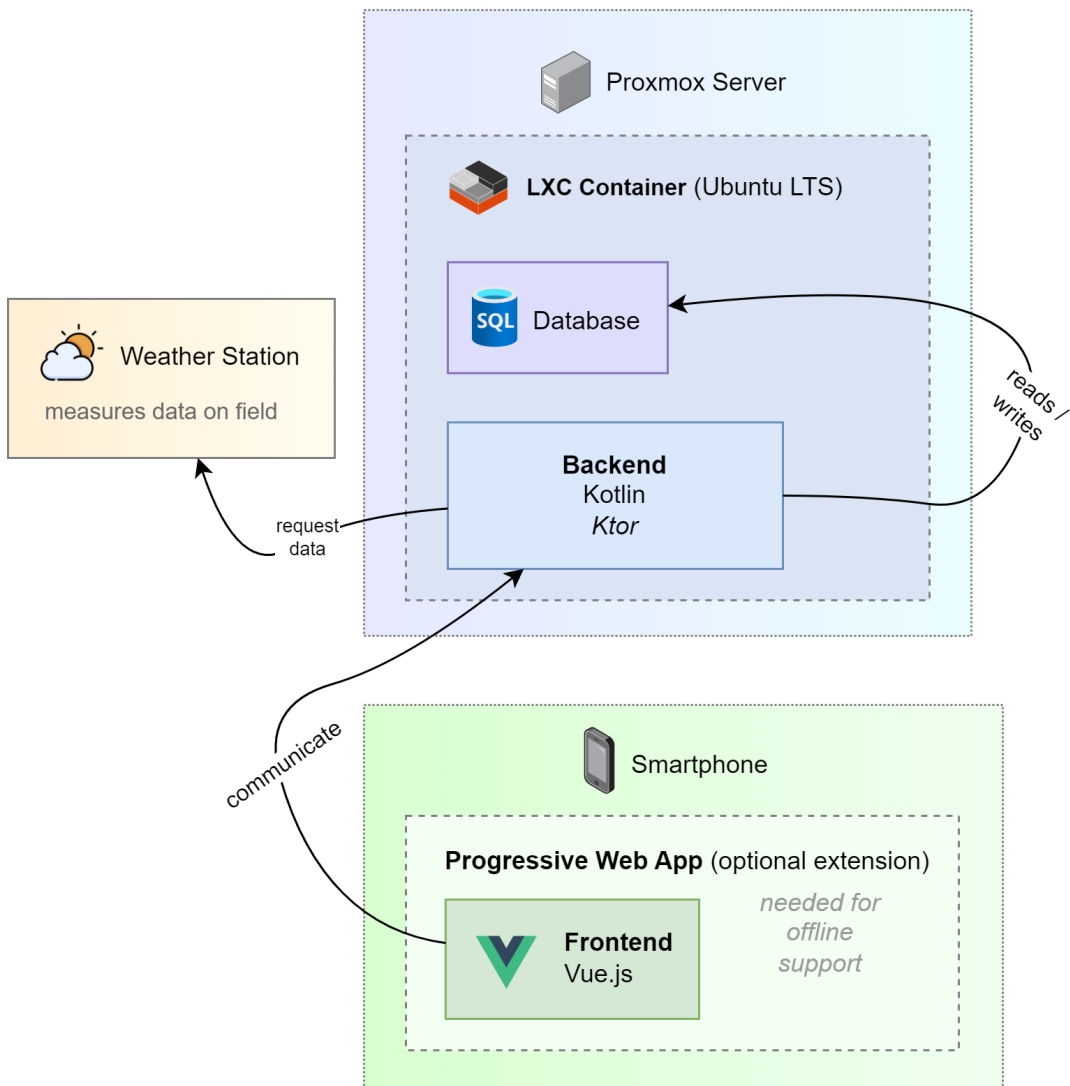 Proxmox Server
LXC Container (Ubuntu LTS)
SQL
Database
Weather Station
measures data on field
reads /
writes
Backend
Kotlin
Ktor
request
data
communicate
Smartphone
Progressive Web App (optional extension)
needed for
offline
support
Frontend
Vue.js